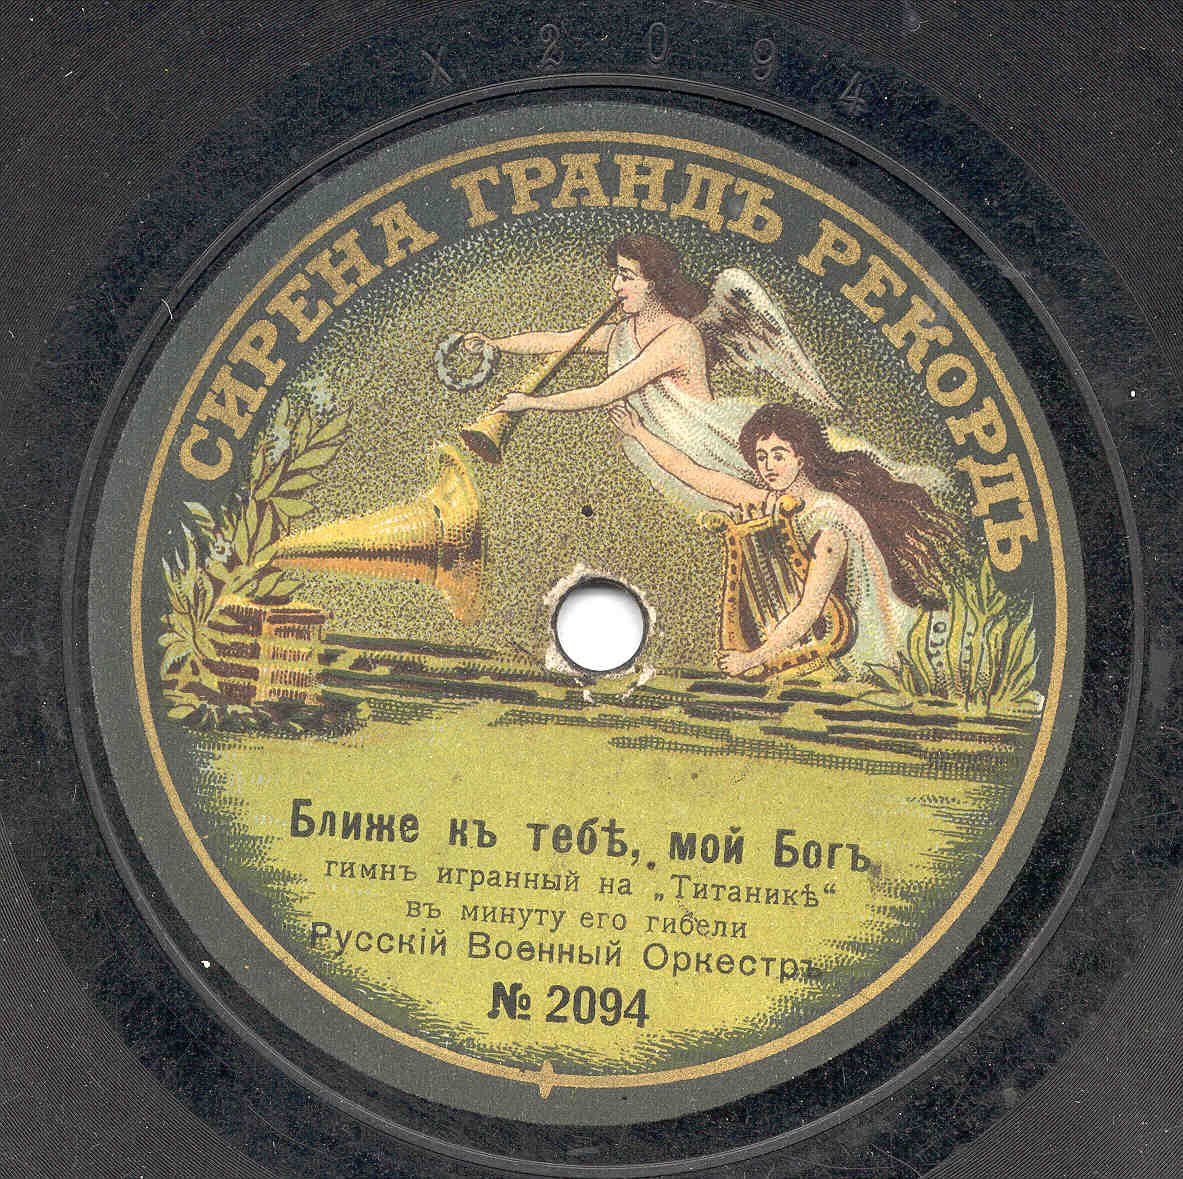 X 2094
СИРЕНА ГРАНДЪ РЕКОРДЪ
Ближе къ тебѣ, мой Богъ
гимнъ игранный на „Титаникѣ“
въ минуту его гибели
Русскій Военный Оркестръ
№ 2094